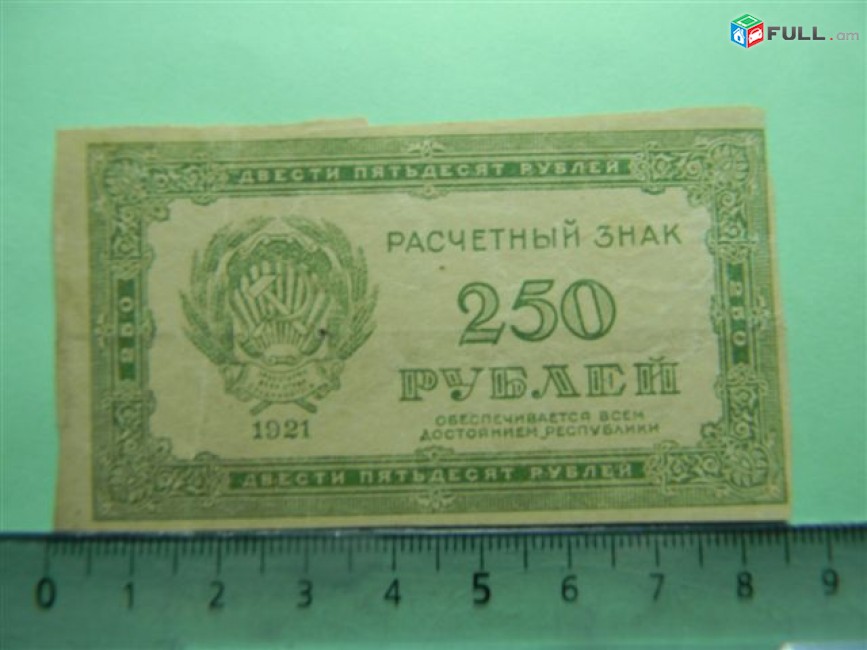 FULL.am
ДВЕСТИ ПЯТЬДЕСЯТ РУБЛЕЙ
РАСЧЕТНЫЙ ЗНАК
250
250
250
РУБЛЕЙ
1921
ОБЕСПЕЧИВАЕТСЯ ВСЕМ
ДОСТОЯНИЕМ РЕСПУБЛИКИ
ДВЕСТИ ПЯТЬДЕСЯТ РУБЛЕЙ
0 1 2 3 4 5 6 7 8 9